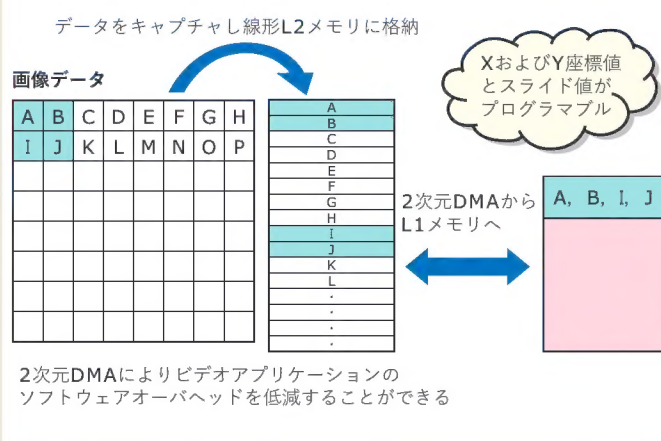 データをキャプチャし線形L2メモリに格納
画像データ
A B C D E F G H
I J K L M N O P
A
B
C
D
E
F
G
H
I
J
K
L
.
.
.
.
XおよびY座標値
とスライド値が
プログラマブル
2次元DMAから
L1メモリへ
A, B, I, J
2次元DMAによりビデオアプリケーションの
ソフトウェアオーバヘッドを低減することができる